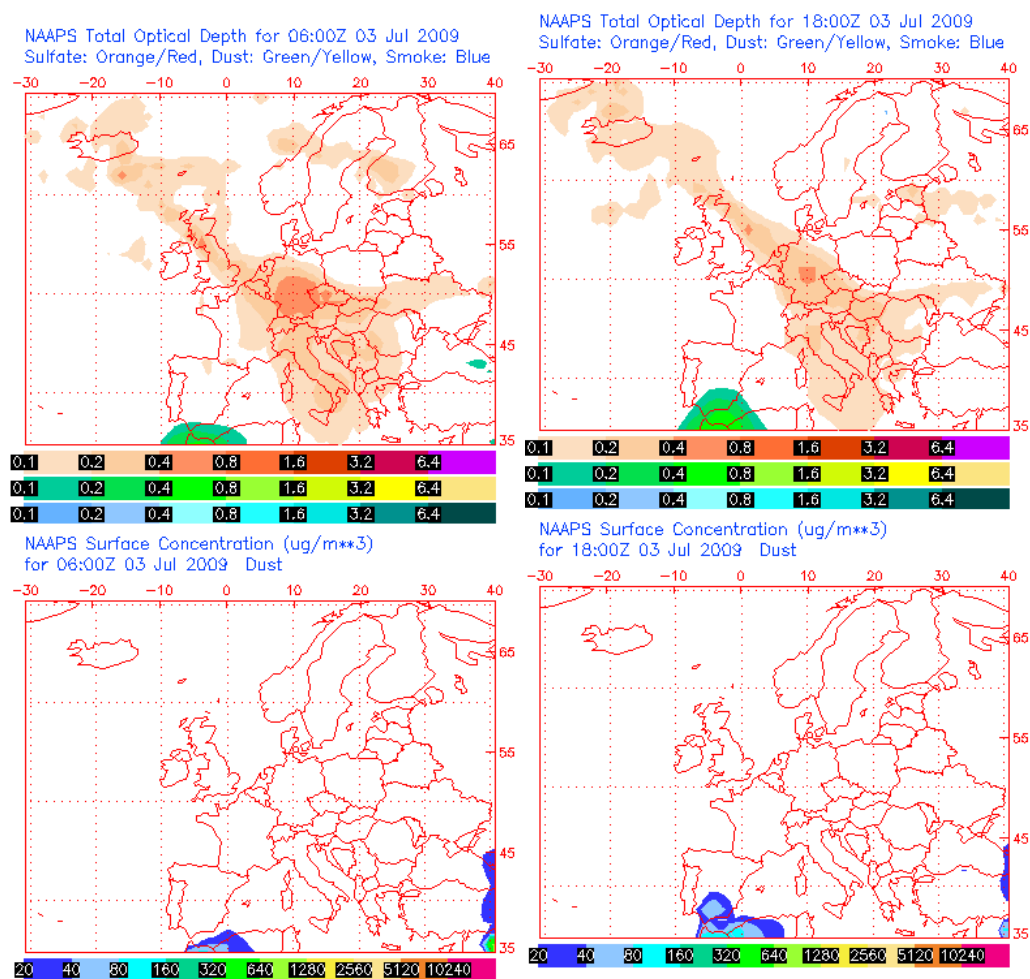 NAAPS Total Optical Depth for 06:00Z 03 Jul 2009
Sulfate: Orange/Red, Dust: Green/Yellow, Smoke: Blue
-30 -20 -10 0 10 20 30 40
65
55
45
35
0.1 0.2 0.4 0.8 1.6 3.2 6.4
0.1 0.2 0.4 0.8 1.6 3.2 6.4
0.1 0.2 0.4 0.8 1.6 3.2 6.4
NAAPS Total Optical Depth for 18:00Z 03 Jul 2009
Sulfate: Orange/Red, Dust: Green/Yellow, Smoke: Blue
-30 -20 -10 0 10 20 30 40
65
55
45
35
0.1 0.2 0.4 0.8 1.6 3.2 6.4
0.1 0.2 0.4 0.8 1.6 3.2 6.4
0.1 0.2 0.4 0.8 1.6 3.2 6.4
NAAPS Surface Concentration (ug/m**3)
for 06:00Z 03 Jul 2009 Dust
-30 -20 -10 0 10 20 30 40
65
55
45
35
20 40 80 160 320 640 1280 2560 5120 10240
NAAPS Surface Concentration (ug/m**3)
for 18:00Z 03 Jul 2009 Dust
-30 -20 -10 0 10 20 30 40
65
55
45
35
20 40 80 160 320 640 1280 2560 5120 10240